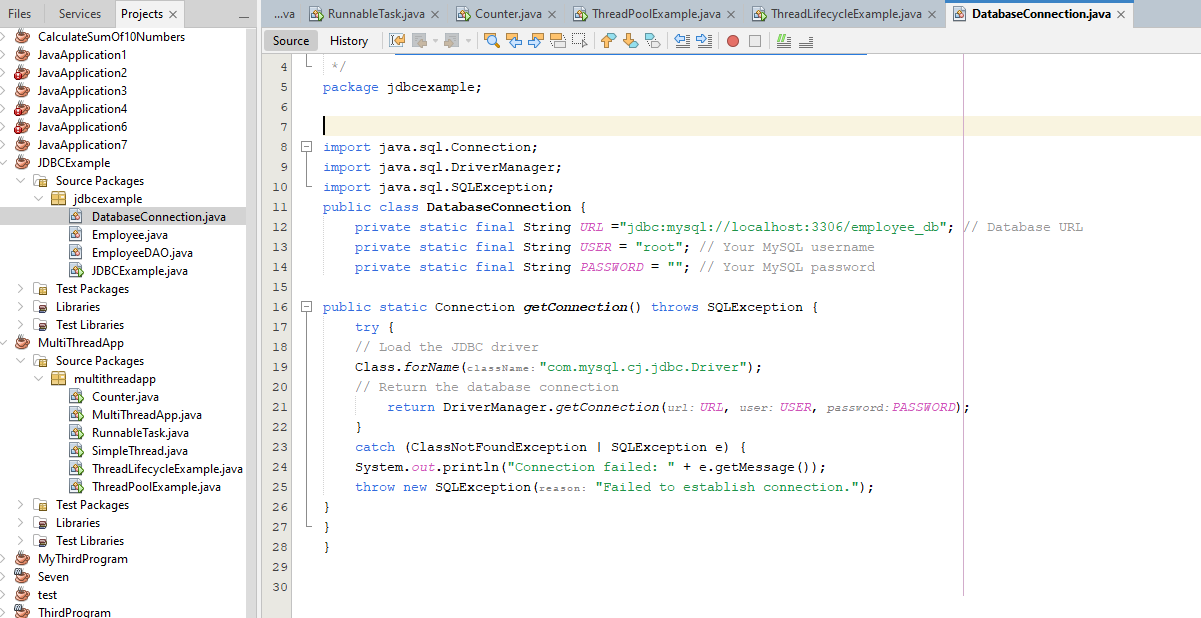 Files Services Projects
CalculateSumOf10Numbers
JavaApplication1
JavaApplication2
JavaApplication3
JavaApplication4
JavaApplication6
JavaApplication7
JDBCExample
Source Packages
jdbcexample
DatabaseConnection.java
Employee.java
EmployeeDAO.java
JDBCExample.java
Test Packages
Libraries
Test Libraries
MultiThreadApp
Source Packages
multithreadapp
Counter.java
MultiThreadApp.java
RunnableTask.java
SimpleThread.java
ThreadLifecycleExample.java
ThreadPoolExample.java
Test Packages
Libraries
Test Libraries
MyThirdProgram
Seven
test
ThirdProgram
...va RunnableTask.java Counter.java ThreadPoolExample.java ThreadLifecycleExample.java DatabaseConnection.java
Source History
4 */
5 package jdbcexample;
6
7
8 import java.sql.Connection;
9 import java.sql.DriverManager;
10 import java.sql.SQLException;
11 public class DatabaseConnection {
12 private static final String URL ="jdbc:mysql://localhost:3306/employee_db"; // Database URL
13 private static final String USER = "root"; // Your MySQL username
14 private static final String PASSWORD = ""; // Your MySQL password
15
16 public static Connection getConnection() throws SQLException {
17 try {
18 // Load the JDBC driver
19 Class.forName(className: "com.mysql.cj.jdbc.Driver");
20 // Return the database connection
21 return DriverManager.getConnection(url: URL, user: USER, password: PASSWORD);
22 }
23 catch (ClassNotFoundException | SQLException e) {
24 System.out.println("Connection failed: " + e.getMessage());
25 throw new SQLException(reason: "Failed to establish connection.");
26 }
27 }
28 }
29
30